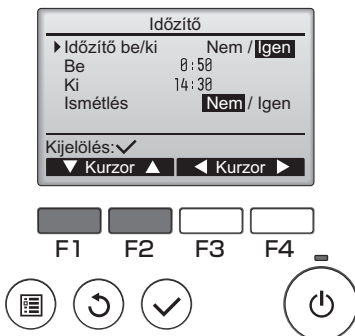 Időzítő
Időzítő be/ki Nem / Igen
Be 0:50
Ki 14:30
Ismétlés Nem / Igen
Kijelölés:✓
▼ Kurzor ▲ ◀ Kurzor ▶
F1 F2 F3 F4